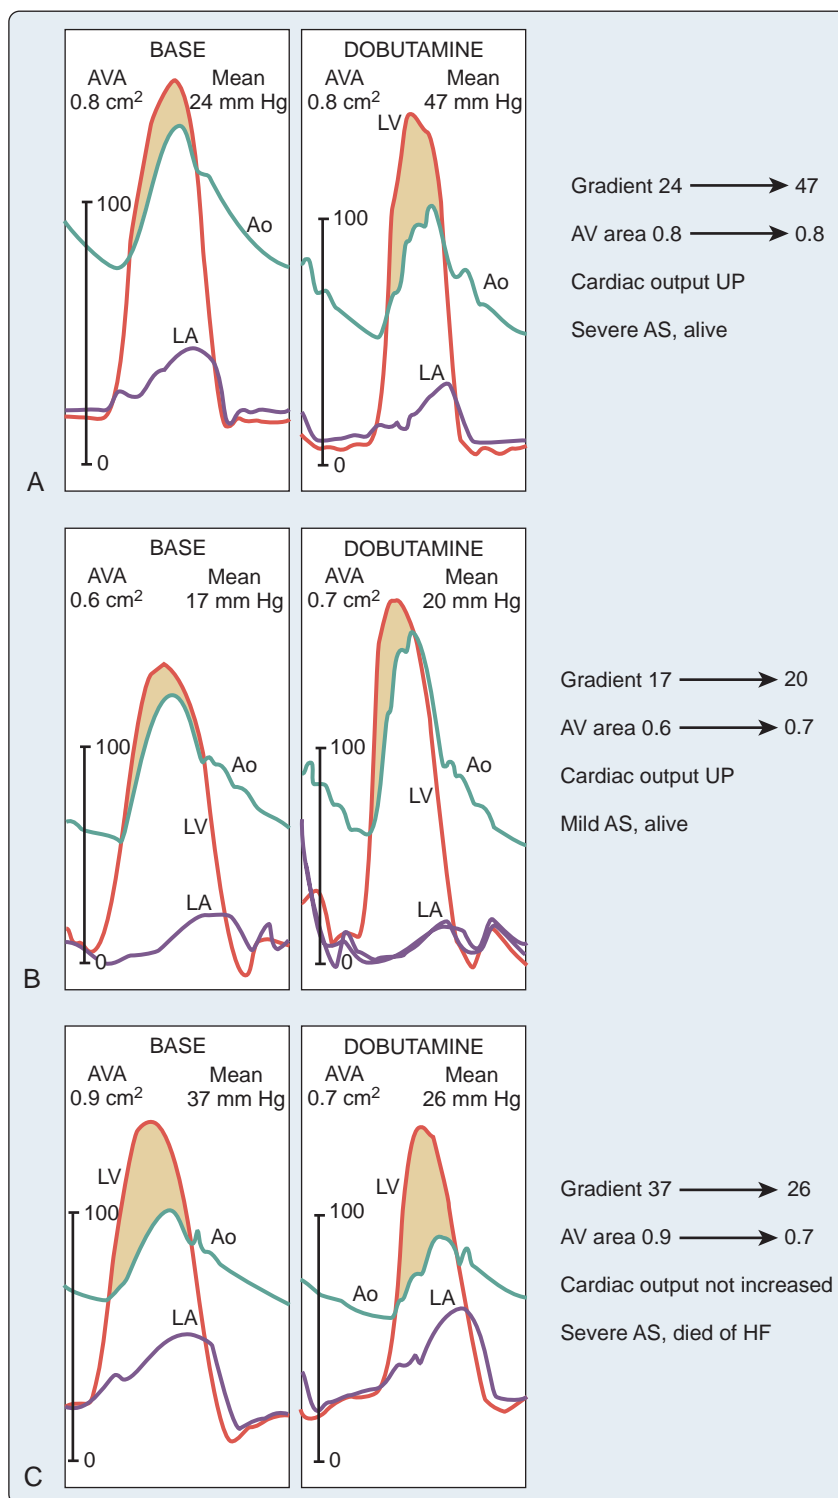 BASE
AVA
0.8 cm²
Mean
24 mm Hg
100
Ao
LA
0
DOBUTAMINE
AVA
0.8 cm²
Mean
47 mm Hg
LV
100
Ao
LA
0
Gradient 24 → 47
AV area 0.8 → 0.8
Cardiac output UP
Severe AS, alive
A
BASE
AVA
0.6 cm²
Mean
17 mm Hg
100
Ao
LV
LA
0
DOBUTAMINE
AVA
0.7 cm²
Mean
20 mm Hg
100
Ao
LV
LA
0
Gradient 17 → 20
AV area 0.6 → 0.7
Cardiac output UP
Mild AS, alive
B
BASE
AVA
0.9 cm²
Mean
37 mm Hg
LV
100
Ao
LA
0
DOBUTAMINE
AVA
0.7 cm²
Mean
26 mm Hg
LV
100
Ao
LA
0
Gradient 37 → 26
AV area 0.9 → 0.7
Cardiac output not increased
Severe AS, died of HF
C